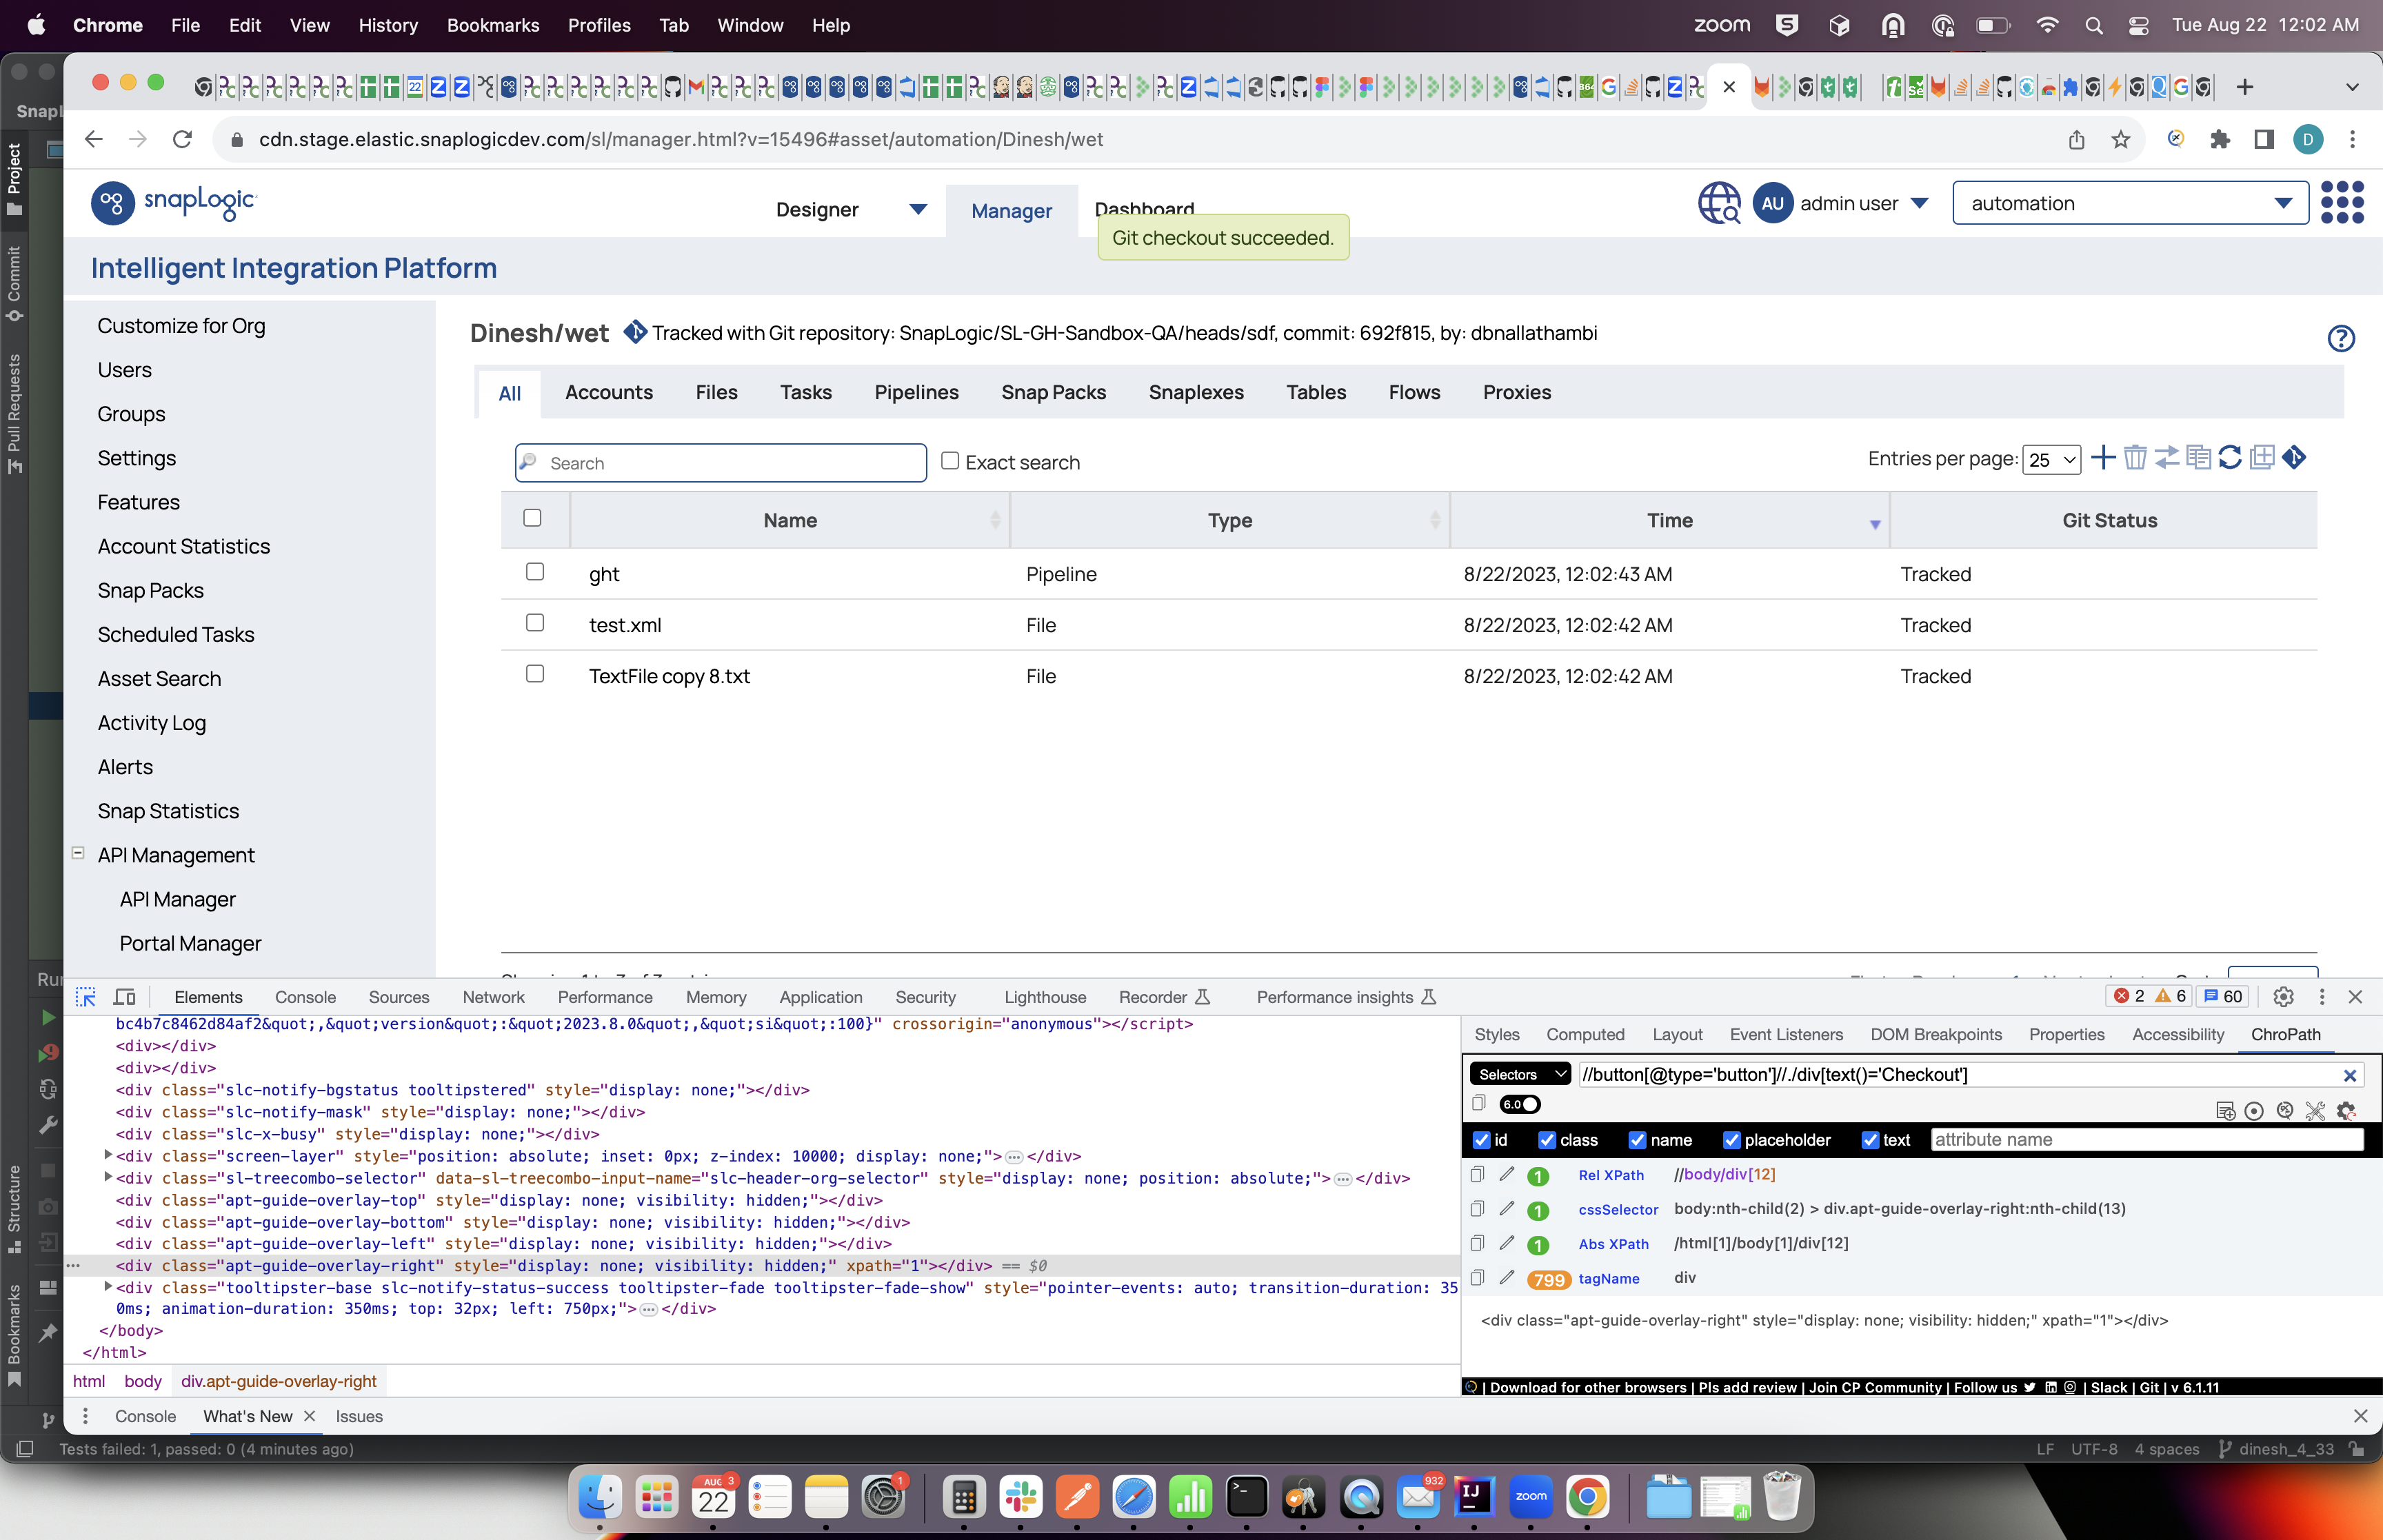 Chrome File Edit View History Bookmarks Profiles Tab Window Help
zoom Tue Aug 22 12:02 AM
cdn.stage.elastic.snaplogicdev.com/sl/manager.html?v=15496#asset/automation/Dinesh/wet
D
snapLogic
Designer Manager Dashboard
AU admin user automation
Git checkout succeeded.
Intelligent Integration Platform
Customize for Org
Users
Groups
Settings
Features
Account Statistics
Snap Packs
Scheduled Tasks
Asset Search
Activity Log
Alerts
Snap Statistics
API Management
API Manager
Portal Manager
Dinesh/wet Tracked with Git repository: SnapLogic/SL-GH-Sandbox-QA/heads/sdf, commit: 692f815, by: dbnallathambi
All Accounts Files Tasks Pipelines Snap Packs Snaplexes Tables Flows Proxies
Search Exact search Entries per page: 25
Name Type Time Git Status
ght Pipeline 8/22/2023, 12:02:43 AM Tracked
test.xml File 8/22/2023, 12:02:42 AM Tracked
TextFile copy 8.txt File 8/22/2023, 12:02:42 AM Tracked
Project
Commit
Pull Requests
Structure
Bookmarks
Elements Console Sources Network Performance Memory Application Security Lighthouse Recorder Performance insights 2 6 60
bc4b7c8462d84af2&quot;,&quot;version&quot;:&quot;2023.8.0&quot;,&quot;si&quot;:100}" crossorigin="anonymous"></script>
<div></div>
<div></div>
<div class="slc-notify-bgstatus tooltipstered" style="display: none;"></div>
<div class="slc-notify-mask" style="display: none;"></div>
<div class="slc-x-busy" style="display: none;"></div>
<div class="screen-layer" style="position: absolute; inset: 0px; z-index: 10000; display: none;">…</div>
<div class="sl-treecombo-selector" data-sl-treecombo-input-name="slc-header-org-selector" style="display: none; position: absolute;">…</div>
<div class="apt-guide-overlay-top" style="display: none; visibility: hidden;"></div>
<div class="apt-guide-overlay-bottom" style="display: none; visibility: hidden;"></div>
<div class="apt-guide-overlay-left" style="display: none; visibility: hidden;"></div>
… <div class="apt-guide-overlay-right" style="display: none; visibility: hidden;" xpath="1"></div> == $0
<div class="tooltipster-base slc-notify-status-success tooltipster-fade tooltipster-fade-show" style="pointer-events: auto; transition-duration: 35
0ms; animation-duration: 350ms; top: 32px; left: 750px;">…</div>
</body>
</html>
html body div.apt-guide-overlay-right
Console What's New Issues
Styles Computed Layout Event Listeners DOM Breakpoints Properties Accessibility ChroPath
Selectors //button[@type='button']//./div[text()='Checkout']
6.0
id class name placeholder text attribute name
1 Rel XPath //body/div[12]
1 cssSelector body:nth-child(2) > div.apt-guide-overlay-right:nth-child(13)
1 Abs XPath /html[1]/body[1]/div[12]
799 tagName div
<div class="apt-guide-overlay-right" style="display: none; visibility: hidden;" xpath="1"></div>
| Download for other browsers | Pls add review | Join CP Community | Follow us | Slack | Git | v 6.1.11
Tests failed: 1, passed: 0 (4 minutes ago) LF UTF-8 4 spaces dinesh_4_33
AUG 22 3 1 932 IJ zoom